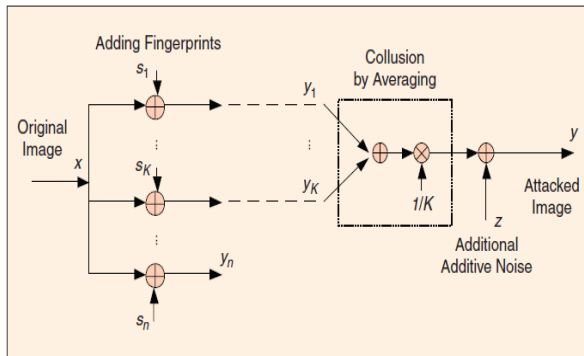 Adding Fingerprints
Collusion
by Averaging
s1
y1
y
Original
Image
...
...
x
sK
yK
1/K
Attacked
Image
z
...
Additional
Additive Noise
yn
sn